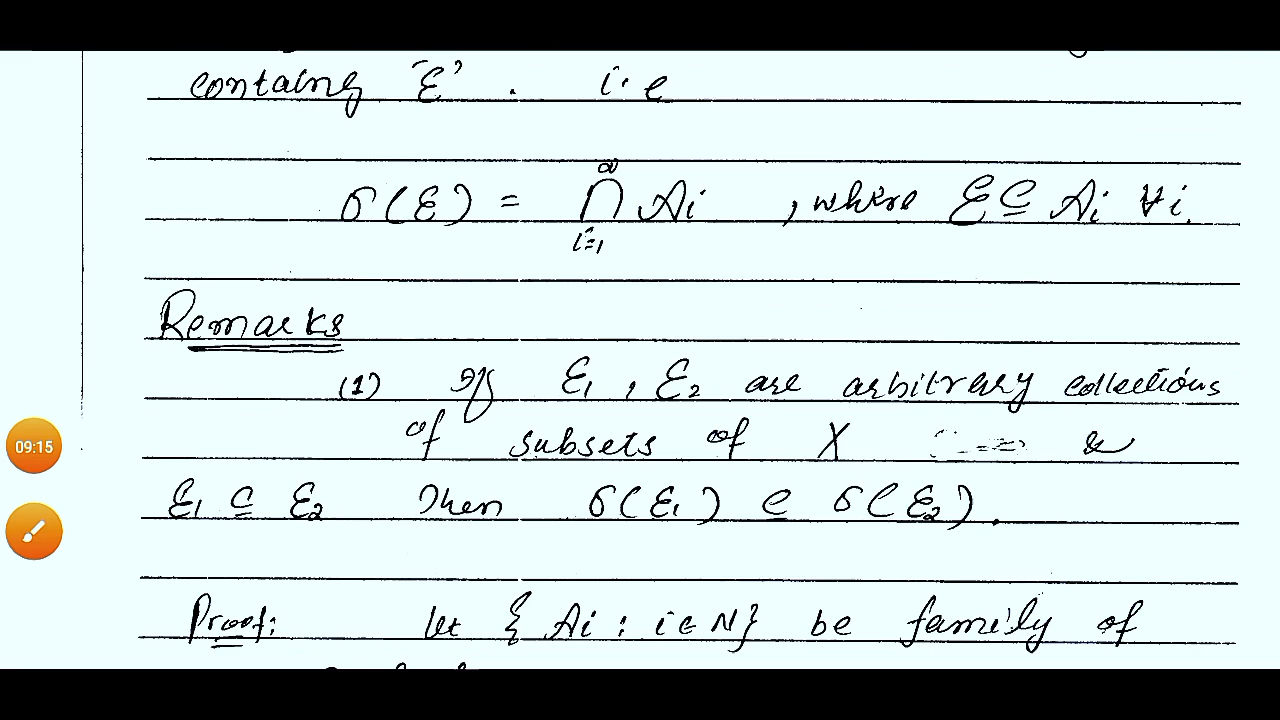 containg 'ℰ' . i.e
σ(ℰ) = ∞ ∩ i=1 𝒜i , where ℰ ⊆ 𝒜i ∀i.
Remarks
(1) If ℰ1 , ℰ2 are arbitrary collections
of subsets of X &
ℰ1 ⊆ ℰ2 Then σ(ℰ1) ⊆ σ(ℰ2).
09:15
Proof: let { Ai : i ∈ N} be family of